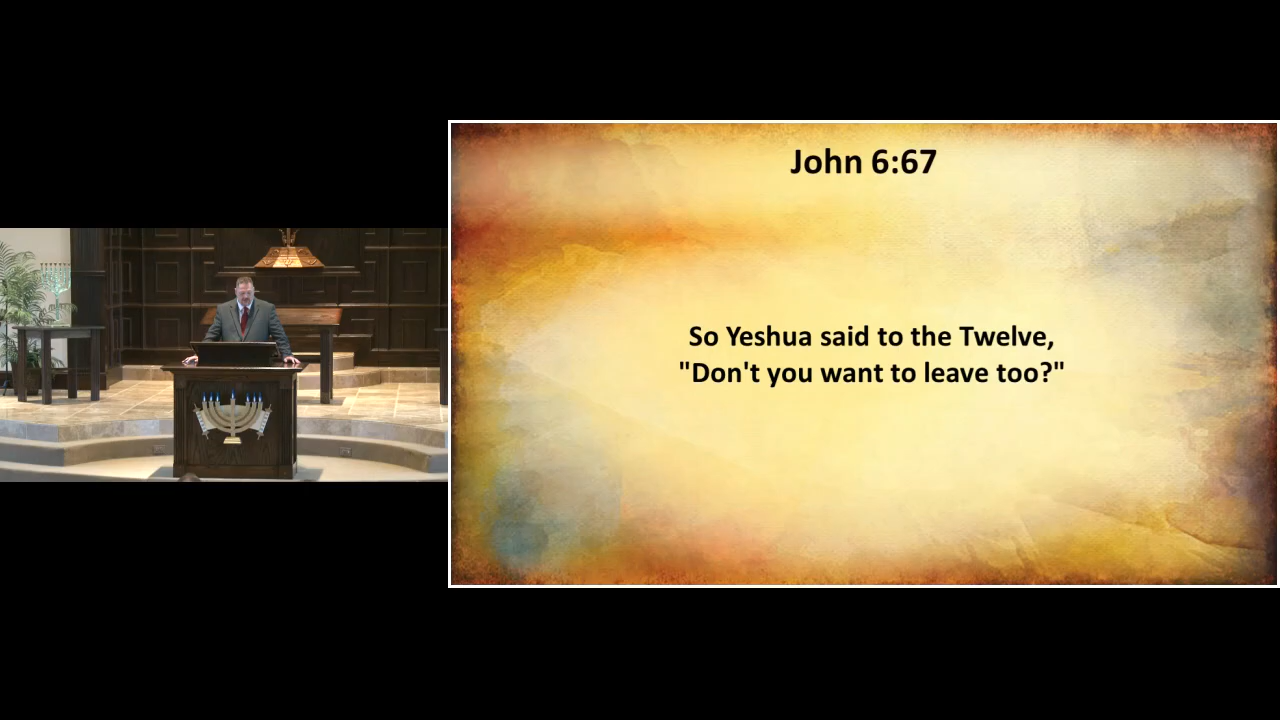 John 6:67
So Yeshua said to the Twelve,
"Don't you want to leave too?"